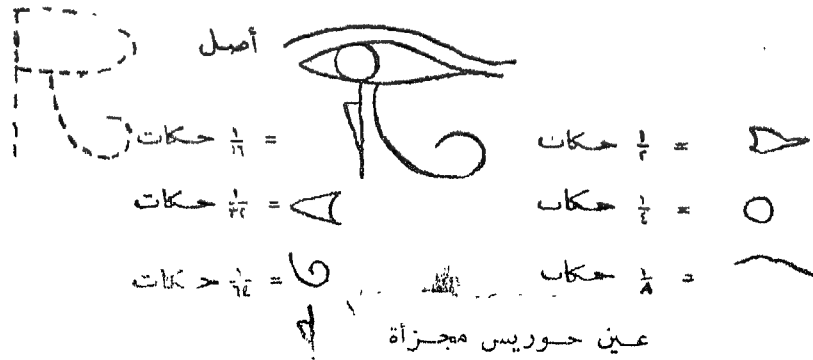 أصل
= ١/٢ حكات = ١/١٦ حكات
= ١/٤ حكات = ١/٣٢ حكات
= ١/٨ حكات = ١/٦٤ حكات
عين حوريس مجزأة